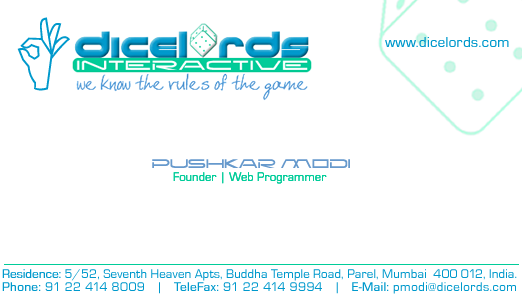 dicelords
www.dicelords.com
INTERACTIVE
we know the rules of the game
PUSHKAR MODI
Founder | Web Programmer
Residence: 5/52, Seventh Heaven Apts, Buddha Temple Road, Parel, Mumbai 400 012, India.
Phone: 91 22 414 8009 | TeleFax: 91 22 414 9994 | E-Mail: pmodi@dicelords.com